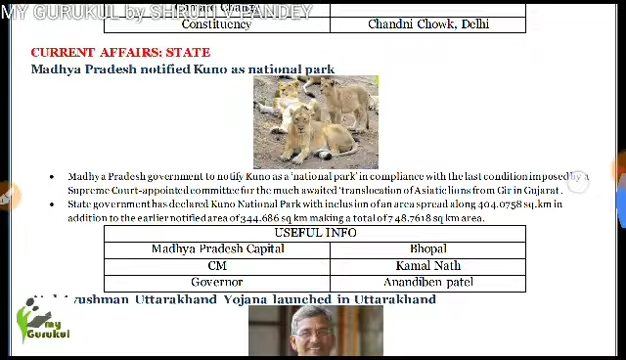 MY GURUKUL by SHRUTI V PANDEY
Climate Change
Constituency Chandni Chowk, Delhi
CURRENT AFFAIRS: STATE
Madhya Pradesh notified Kuno as national park
• Madhya Pradesh government to notify Kuno as a 'national park' in compliance with the last condition imposed by a
Supreme Court-appointed committee for the much awaited 'translocation of Asiatic lions from Gir in Gujarat.
• State government has declared Kuno National Park with inclusion of an area spread along 404.0758 sq.km in
addition to the earlier notified area of 344.686 sq km making a total of 748.7618 sq km area.
USEFUL INFO
Madhya Pradesh Capital Bhopal
CM Kamal Nath
Governor Anandiben patel
Ayushman Uttarakhand Yojana launched in Uttarakhand
my
Gurukul